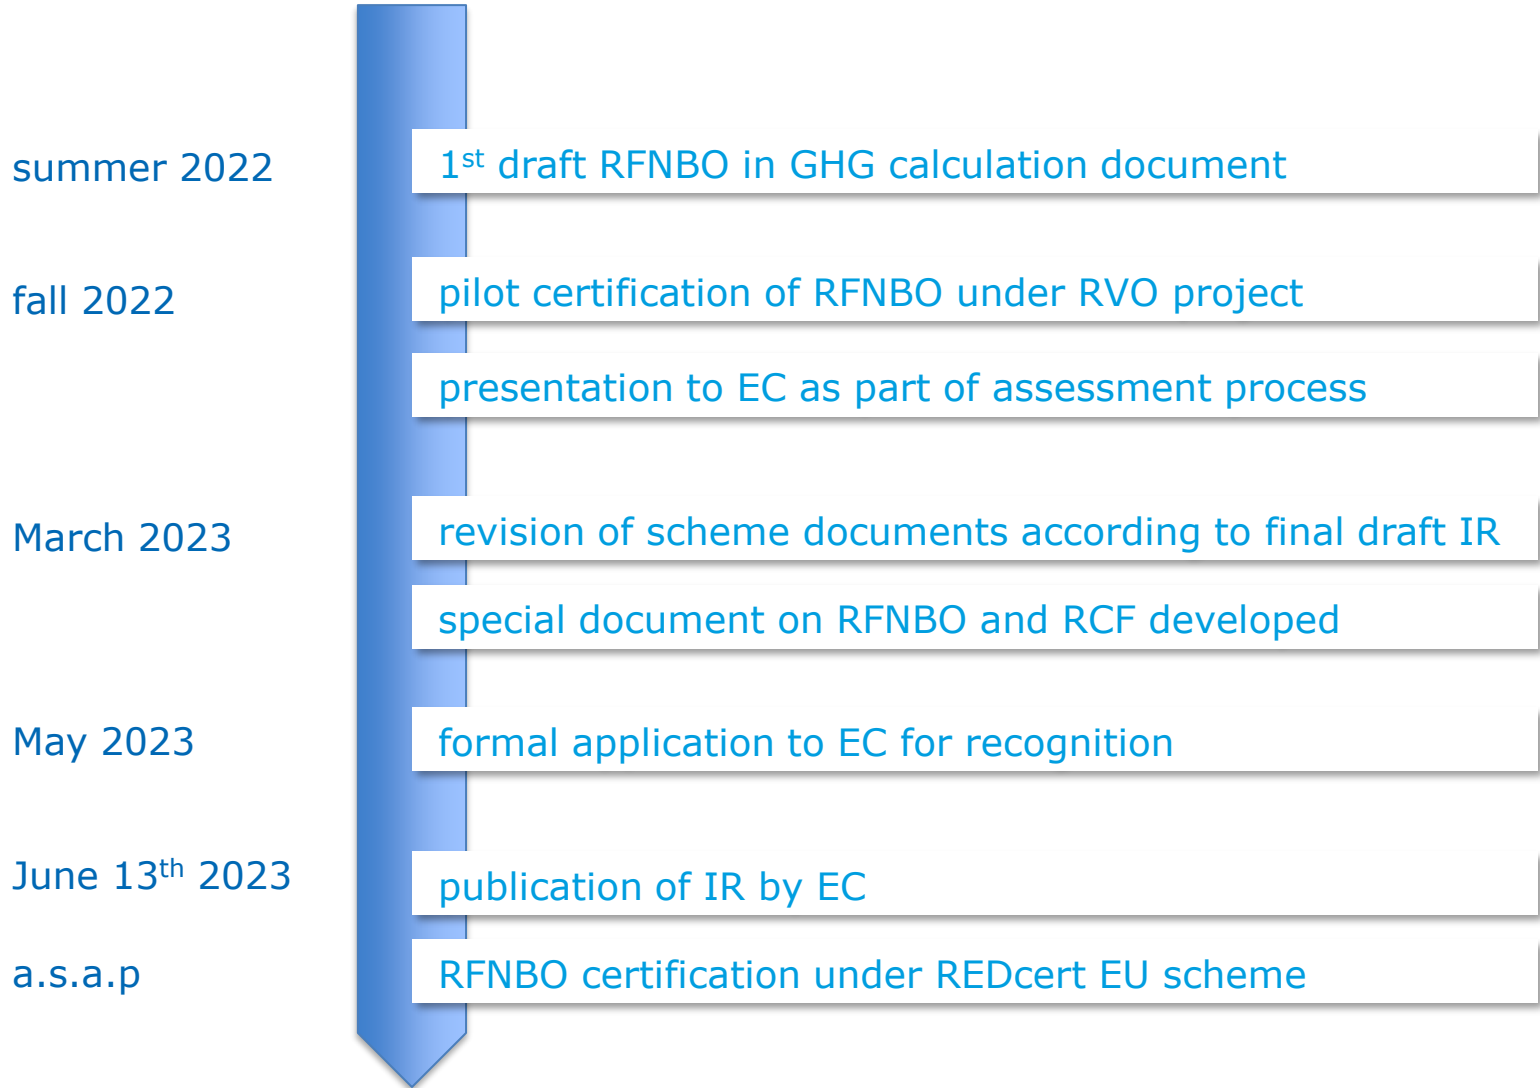 summer 2022
1st draft RFNBO in GHG calculation document
fall 2022
pilot certification of RFNBO under RVO project
presentation to EC as part of assessment process
March 2023
revision of scheme documents according to final draft IR
special document on RFNBO and RCF developed
May 2023
formal application to EC for recognition
June 13th 2023
publication of IR by EC
a.s.a.p
RFNBO certification under REDcert EU scheme